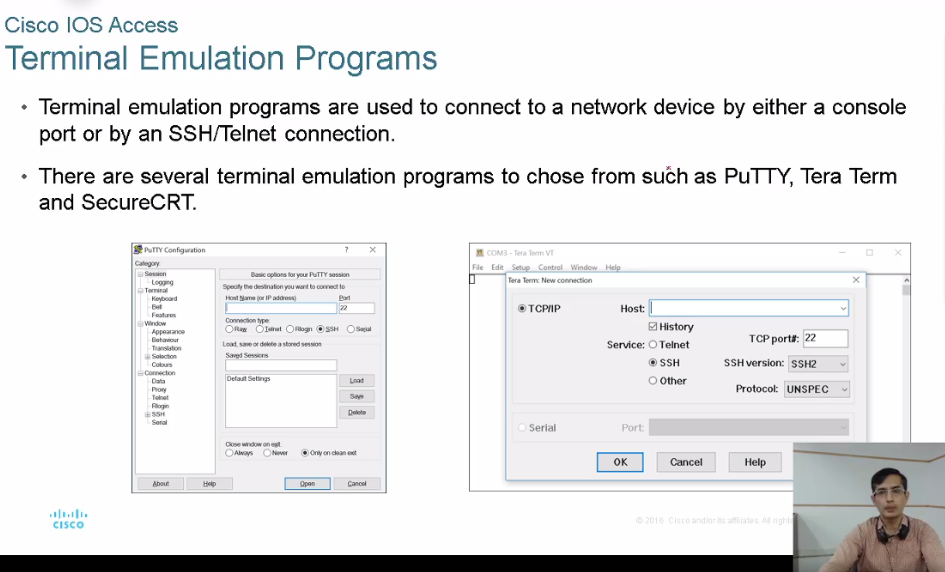 Cisco IOS Access
Terminal Emulation Programs
• Terminal emulation programs are used to connect to a network device by either a console
port or by an SSH/Telnet connection.
• There are several terminal emulation programs to chose from such as PuTTY, Tera Term
and SecureCRT.
PuTTY Configuration ? X
Category:
Session
Logging
Terminal
Keyboard
Bell
Features
Window
Appearance
Behaviour
Translation
Selection
Colours
Connection
Data
Proxy
Telnet
Rlogin
SSH
Serial
Basic options for your PuTTY session
Specify the destination you want to connect to
Host Name (or IP address) Port
22
Connection type:
Raw Telnet Rlogin SSH Serial
Load, save or delete a stored session
Saved Sessions
Default Settings
Load
Save
Delete
Close window on exit:
Always Never Only on clean exit
About Help Open Cancel
COM3 - Tera Term VT
File Edit Setup Control Window Help
Tera Term: New connection
TCP/IP Host:
History
Service: Telnet TCP port#: 22
SSH SSH version: SSH2
Other Protocol: UNSPEC
Serial Port:
OK Cancel Help
CISCO
© 2016 Cisco and/or its affiliates. All right